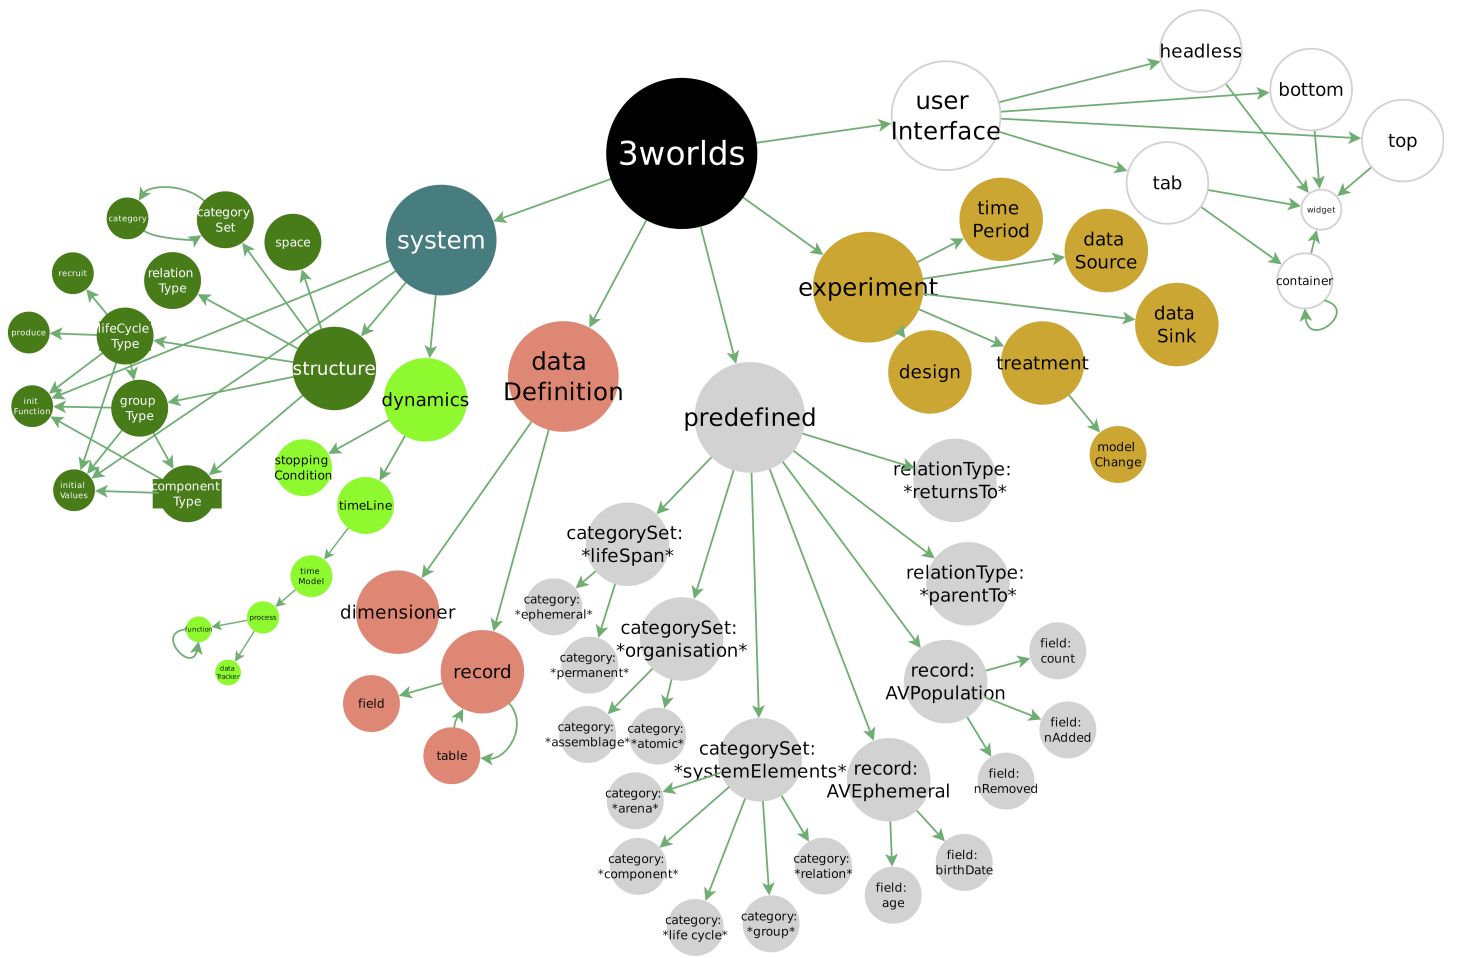 3worlds
user
Interface
headless
bottom
top
tab
widget
container
system
category
category
Set
space
recruit
relation
Type
produce
lifeCycle
Type
structure
init
Function
group
Type
initial
Values
component
Type
dynamics
stopping
Condition
timeLine
time
Model
process
function
data
Tracker
data
Definition
dimensioner
record
field
table
experiment
time
Period
data
Source
data
Sink
design
treatment
model
Change
predefined
relationType:
*returnsTo*
relationType:
*parentTo*
categorySet:
*lifeSpan*
category:
*ephemeral*
category:
*permanent*
categorySet:
*organisation*
category:
*assemblage*
category:
*atomic*
categorySet:
*systemElements*
category:
*arena*
category:
*component*
category:
*life cycle*
category:
*group*
category:
*relation*
record:
AVPopulation
field:
count
field:
nAdded
field:
nRemoved
record:
AVEphemeral
field:
birthDate
field:
age